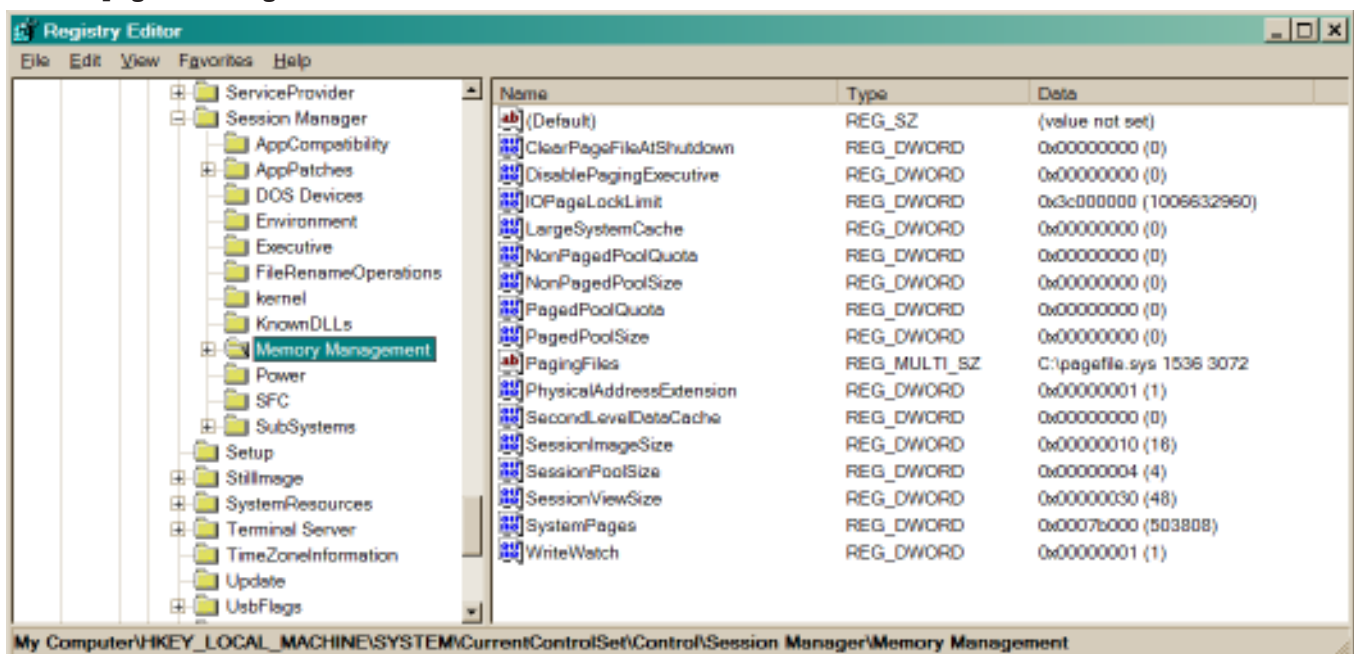 Registry Editor
File Edit View Favorites Help
ServiceProvider
Session Manager
AppCompatibility
AppPatches
DOS Devices
Environment
Executive
FileRenameOperations
kernel
KnownDLLs
Memory Management
Power
SFC
SubSystems
Setup
StillImage
SystemResources
Terminal Server
TimeZoneInformation
Update
UsbFlags
Name Type Data
(Default) REG_SZ (value not set)
ClearPageFileAtShutdown REG_DWORD 0x00000000 (0)
DisablePagingExecutive REG_DWORD 0x00000000 (0)
IOPageLockLimit REG_DWORD 0x3c000000 (1006632960)
LargeSystemCache REG_DWORD 0x00000000 (0)
NonPagedPoolQuota REG_DWORD 0x00000000 (0)
NonPagedPoolSize REG_DWORD 0x00000000 (0)
PagedPoolQuota REG_DWORD 0x00000000 (0)
PagedPoolSize REG_DWORD 0x00000000 (0)
PagingFiles REG_MULTI_SZ C:\pagefile.sys 1536 3072
PhysicalAddressExtension REG_DWORD 0x00000001 (1)
SecondLevelDataCache REG_DWORD 0x00000000 (0)
SessionImageSize REG_DWORD 0x00000010 (16)
SessionPoolSize REG_DWORD 0x00000004 (4)
SessionViewSize REG_DWORD 0x00000030 (48)
SystemPages REG_DWORD 0x0007b000 (503808)
WriteWatch REG_DWORD 0x00000001 (1)
My Computer\HKEY_LOCAL_MACHINE\SYSTEM\CurrentControlSet\Control\Session Manager\Memory Management